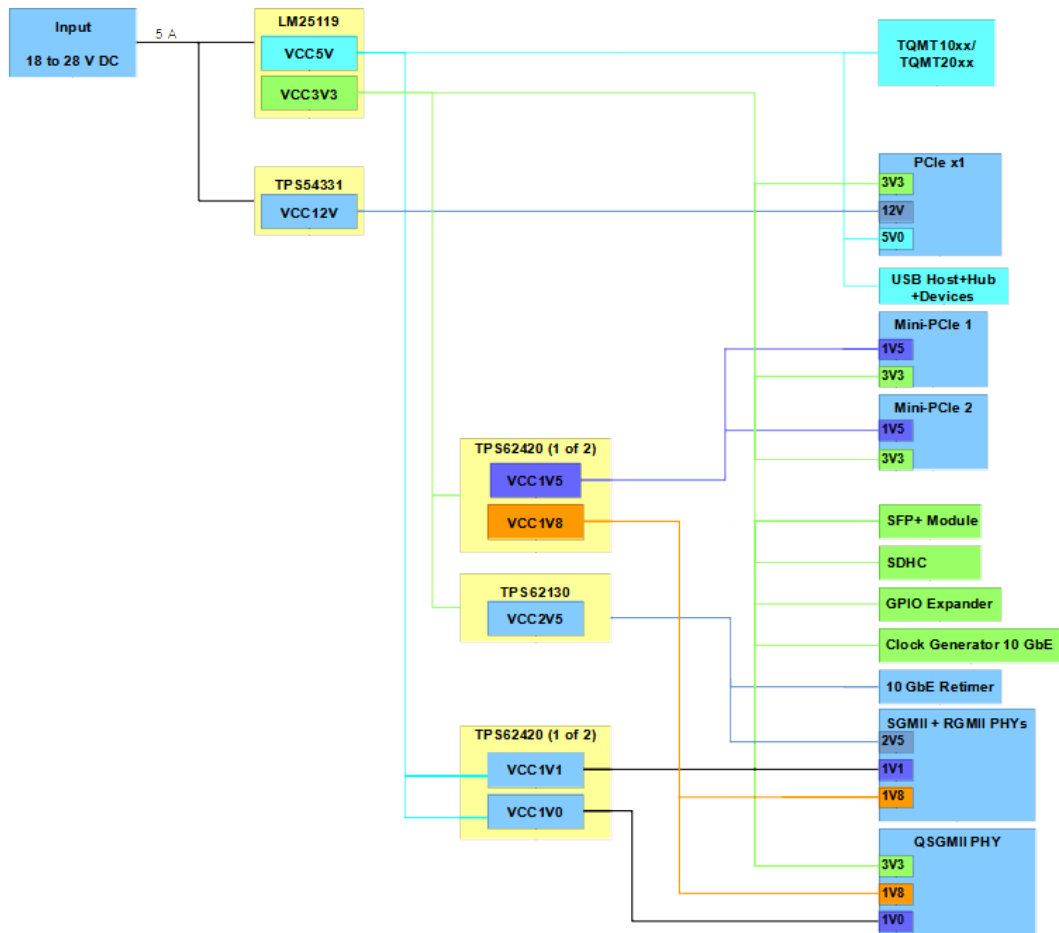 Input
18 to 28 V DC
5 A
LM25119
VCC5V
VCC3V3
TPS54331
VCC12V
TQMT10xx/
TQMT20xx
PCIe x1
3V3
12V
5V0
USB Host+Hub
+Devices
Mini-PCIe 1
1V5
3V3
Mini-PCIe 2
1V5
3V3
TPS62420 (1 of 2)
VCC1V5
VCC1V8
TPS62130
VCC2V5
TPS62420 (1 of 2)
VCC1V1
VCC1V0
SFP+ Module
SDHC
GPIO Expander
Clock Generator 10 GbE
10 GbE Retimer
SGMII + RGMII PHYs
2V5
1V1
1V8
QSGMII PHY
3V3
1V8
1V0